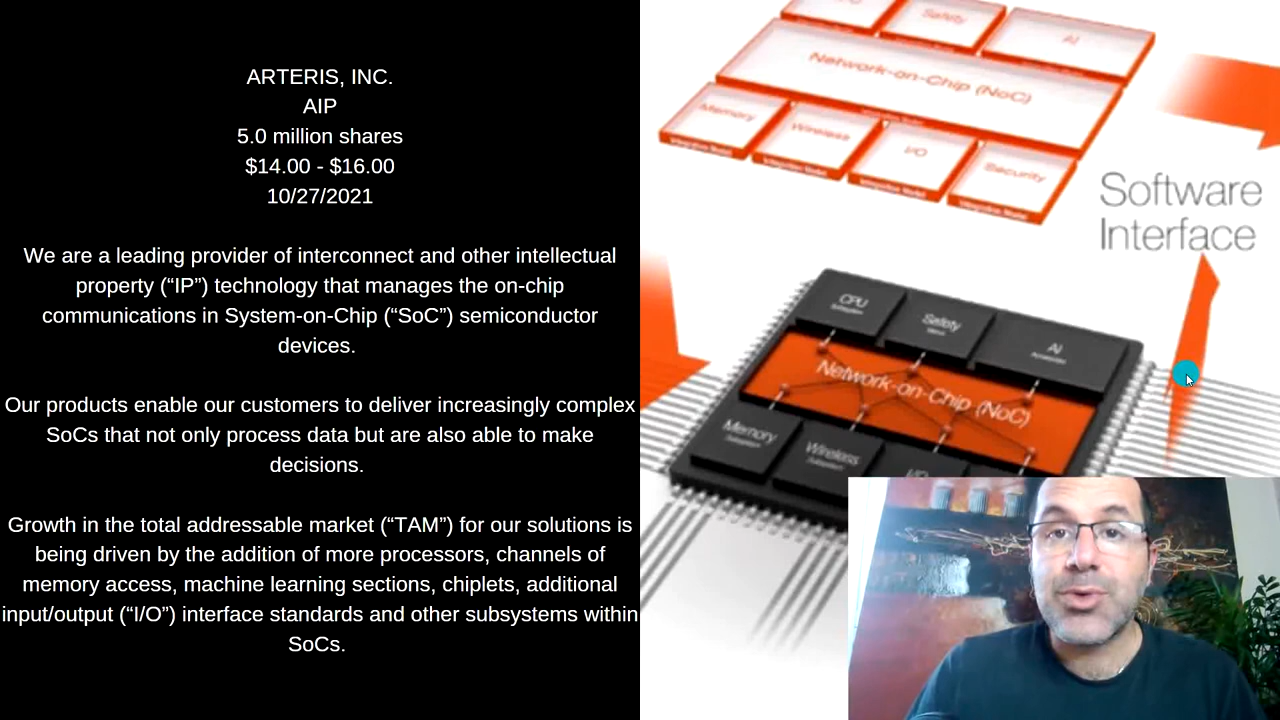 ARTERIS, INC.
AIP
5.0 million shares
$14.00 - $16.00
10/27/2021
We are a leading provider of interconnect and other intellectual
property (“IP”) technology that manages the on-chip
communications in System-on-Chip (“SoC”) semiconductor
devices.
Our products enable our customers to deliver increasingly complex
SoCs that not only process data but are also able to make
decisions.
Growth in the total addressable market (“TAM”) for our solutions is
being driven by the addition of more processors, channels of
memory access, machine learning sections, chiplets, additional
input/output (“I/O”) interface standards and other subsystems within
SoCs.
Safety
AI
Network-on-Chip (NoC)
Memory
Wireless
I/O
Security
Software
Interface
CPU
Safety
AI
Network-on-Chip (NoC)
Memory
Wireless
I/O